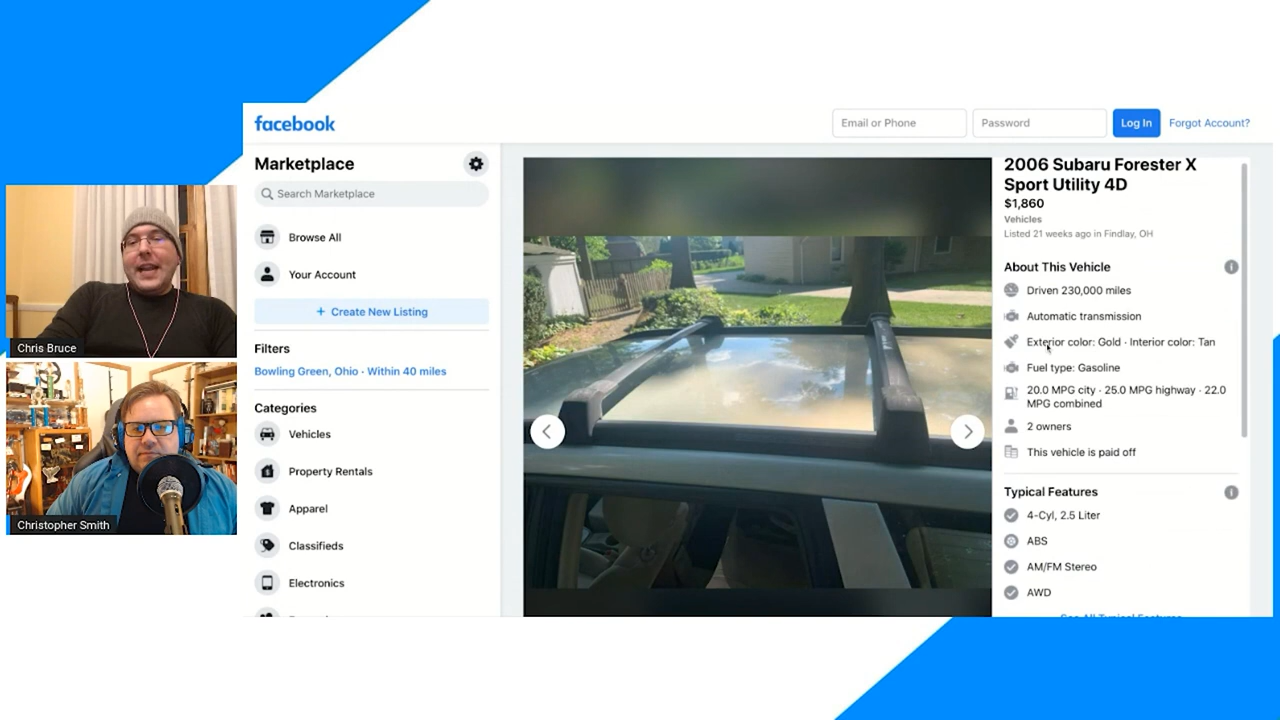 facebook
Email or Phone
Password
Log In
Forgot Account?
Marketplace
Search Marketplace
Browse All
Your Account
+ Create New Listing
Filters
Bowling Green, Ohio · Within 40 miles
Categories
Vehicles
Property Rentals
Apparel
Classifieds
Electronics
Chris Bruce
Christopher Smith
2006 Subaru Forester X
Sport Utility 4D
$1,860
Vehicles
Listed 21 weeks ago in Findlay, OH
About This Vehicle
Driven 230,000 miles
Automatic transmission
Exterior color: Gold · Interior color: Tan
Fuel type: Gasoline
20.0 MPG city · 25.0 MPG highway · 22.0
MPG combined
2 owners
This vehicle is paid off
Typical Features
4-Cyl, 2.5 Liter
ABS
AM/FM Stereo
AWD
See All Typical Features